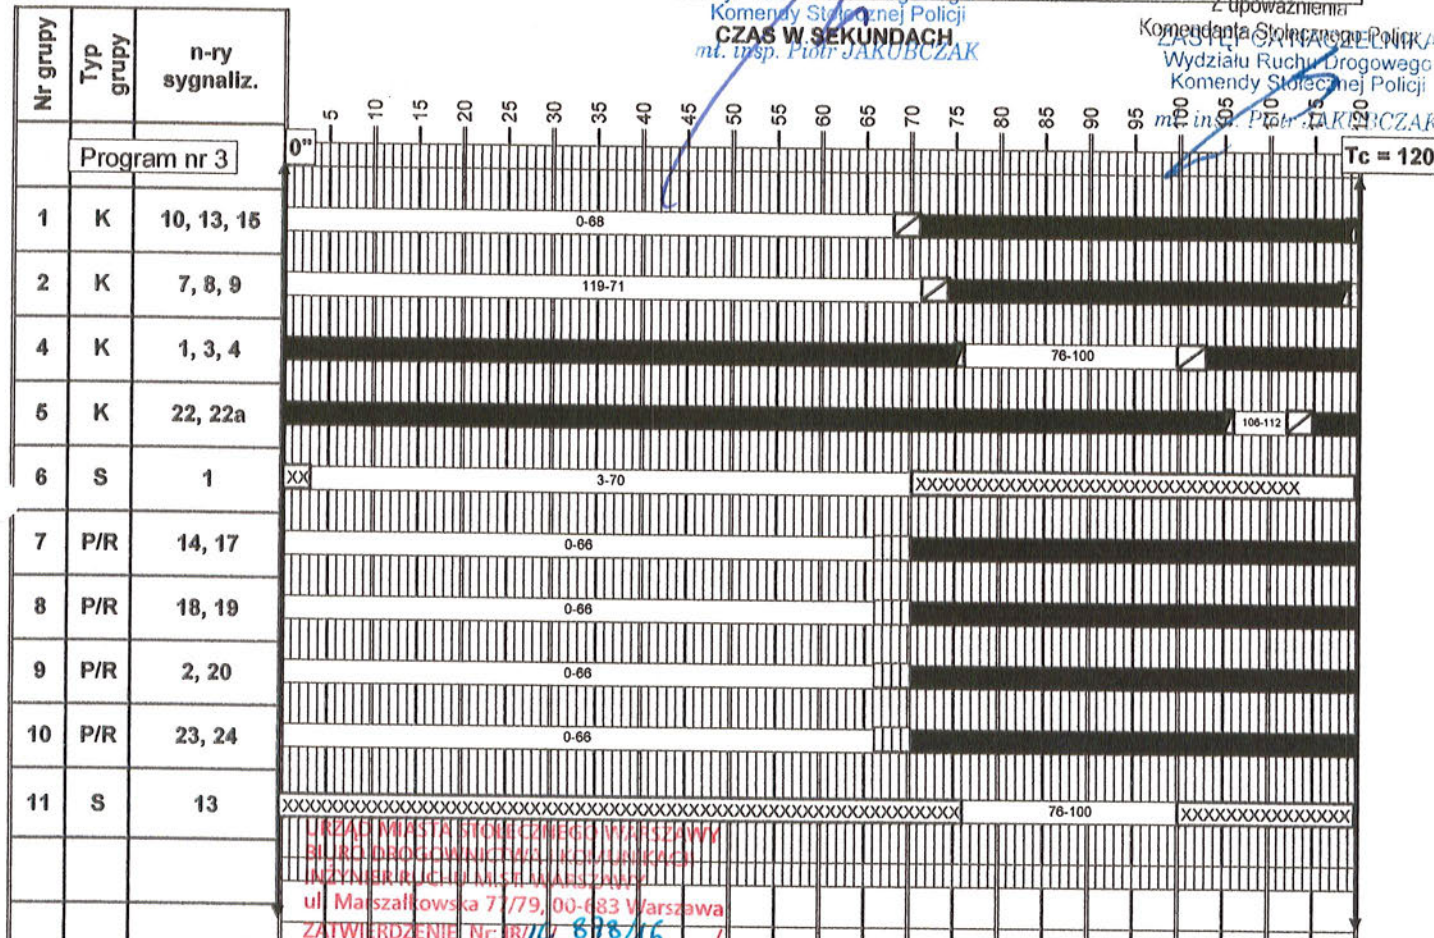 Komendy Stołecznej Policji
CZAS W SEKUNDACH
mł. insp. Piotr JAKUBCZAK
Z upoważnienia
Komendanta Stołecznego Policji
ZASTĘPCA NACZELNIKA
Wydziału Ruchu Drogowego
Komendy Stołecznej Policji
mł. insp. Piotr JAKUBCZAK
Nr grupy Typ grupy n-ry sygnaliz.
5 10 15 20 25 30 35 40 45 50 55 60 65 70 75 80 85 90 95 100 105 110 115 120
Program nr 3 0" Tc = 120
1 K 10, 13, 15 0-68
2 K 7, 8, 9 119-71
4 K 1, 3, 4 76-100
5 K 22, 22a 106-112
6 S 1 XX 3-70 XXXXXXXXXXXXXXXXXXXXXXXXXXXXXXXXXXX
7 P/R 14, 17 0-66
8 P/R 18, 19 0-66
9 P/R 2, 20 0-66
10 P/R 23, 24 0-66
11 S 13 XXXXXXXXXXXXXXXXXXXXXXXXXXXXXXXXXXXXXXXXXXXXXXXXXXXXXXXXXXXXXX 76-100 XXXXXXXXXXXXXXX
URZĄD MIASTA STOŁECZNEGO WARSZAWY
BIURO DROGOWNICTWA I KOMUNIKACJI
INŻYNIER RUCHU M.ST. WARSZAWY
ul. Marszałkowska 77/79, 00-683 Warszawa
ZATWIERDZENIE Nr: IR/ 878/16